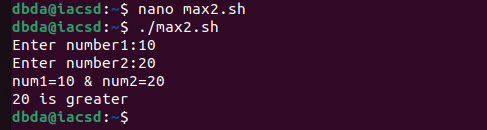 dbda@iacsd:~$ nano max2.sh
dbda@iacsd:~$ ./max2.sh
Enter number1:10
Enter number2:20
num1=10 & num2=20
20 is greater
dbda@iacsd:~$